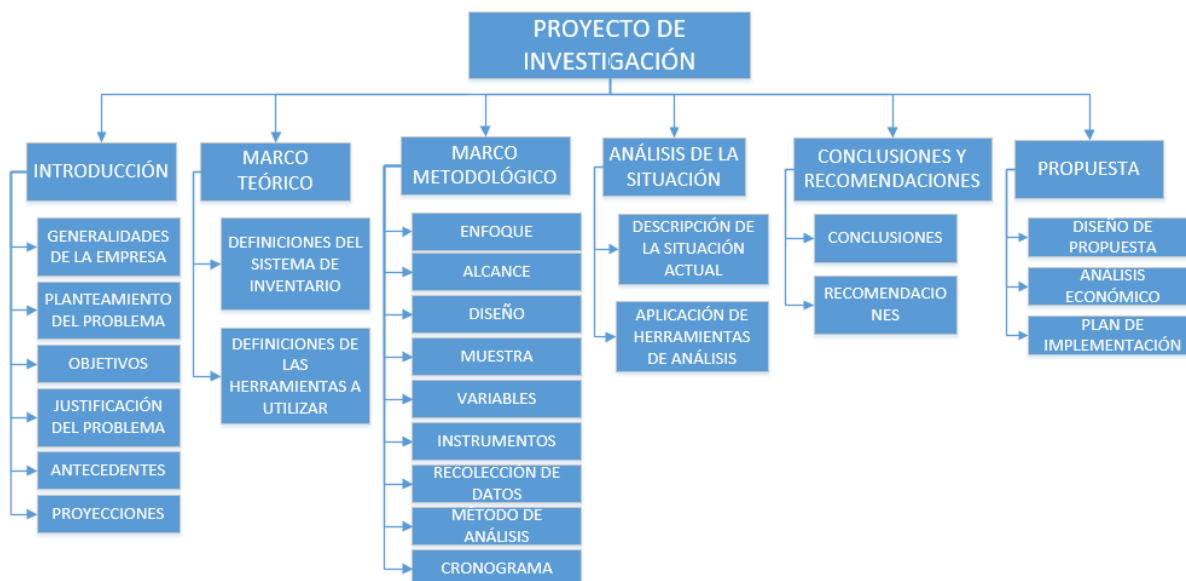 PROYECTO DE
INVESTIGACIÓN
INTRODUCCIÓN
GENERALIDADES
DE LA EMPRESA
PLANTEAMIENTO
DEL PROBLEMA
OBJETIVOS
JUSTIFICACIÓN
DEL PROBLEMA
ANTECEDENTES
PROYECCIONES
MARCO
TEÓRICO
DEFINICIONES DEL
SISTEMA DE
INVENTARIO
DEFINICIONES DE
LAS
HERRAMIENTAS A
UTILIZAR
MARCO
METODOLÓGICO
ENFOQUE
ALCANCE
DISEÑO
MUESTRA
VARIABLES
INSTRUMENTOS
RECOLECCIÓN DE
DATOS
MÉTODO DE
ANÁLISIS
CRONOGRAMA
ANÁLISIS DE LA
SITUACIÓN
DESCRIPCIÓN DE
LA SITUACIÓN
ACTUAL
APLICACIÓN DE
HERRAMIENTAS
DE ANÁLISIS
CONCLUSIONES Y
RECOMENDACIONES
CONCLUSIONES
RECOMENDACIO
NES
PROPUESTA
DISEÑO DE
PROPUESTA
ANÁLISIS
ECONÓMICO
PLAN DE
IMPLEMENTACIÓN